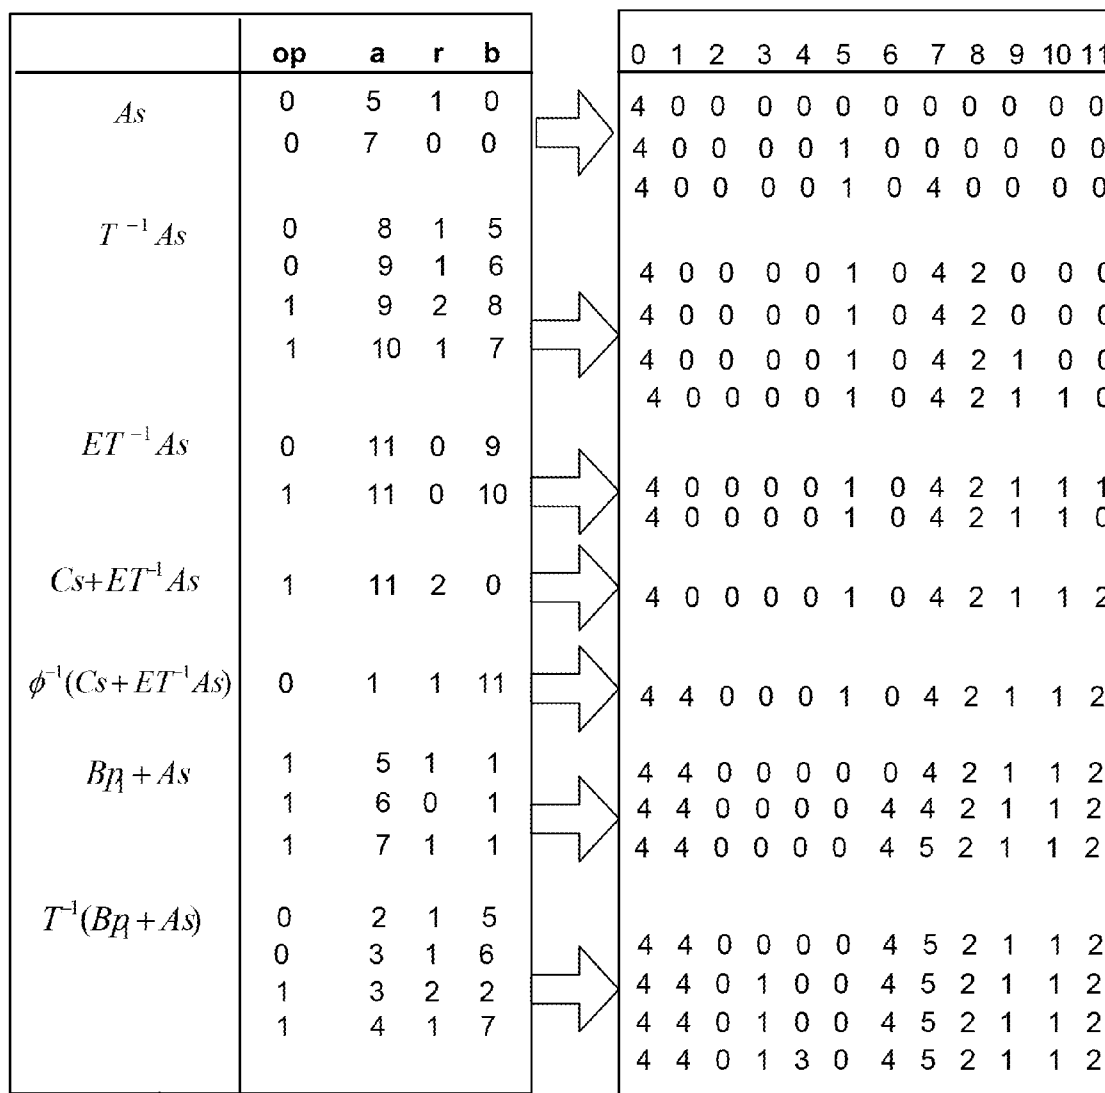 op a r b
As 0 5 1 0
0 7 0 0
T⁻¹As 0 8 1 5
0 9 1 6
1 9 2 8
1 10 1 7
ET⁻¹As 0 11 0 9
1 11 0 10
Cs+ET⁻¹As 1 11 2 0
ϕ⁻¹(Cs+ET⁻¹As) 0 1 1 11
Bp₁+As 1 5 1 1
1 6 0 1
1 7 1 1
T⁻¹(Bp₁+As) 0 2 1 5
0 3 1 6
1 3 2 2
1 4 1 7
0 1 2 3 4 5 6 7 8 9 10 11
4 0 0 0 0 0 0 0 0 0 0 0
4 0 0 0 0 1 0 0 0 0 0 0
4 0 0 0 0 1 0 4 0 0 0 0
4 0 0 0 0 1 0 4 2 0 0 0
4 0 0 0 0 1 0 4 2 0 0 0
4 0 0 0 0 1 0 4 2 1 0 0
4 0 0 0 0 1 0 4 2 1 1 0
4 0 0 0 0 1 0 4 2 1 1 1
4 0 0 0 0 1 0 4 2 1 1 0
4 0 0 0 0 1 0 4 2 1 1 2
4 4 0 0 0 1 0 4 2 1 1 2
4 4 0 0 0 0 0 4 2 1 1 2
4 4 0 0 0 0 4 4 2 1 1 2
4 4 0 0 0 0 4 5 2 1 1 2
4 4 0 0 0 0 4 5 2 1 1 2
4 4 0 1 0 0 4 5 2 1 1 2
4 4 0 1 0 0 4 5 2 1 1 2
4 4 0 1 3 0 4 5 2 1 1 2